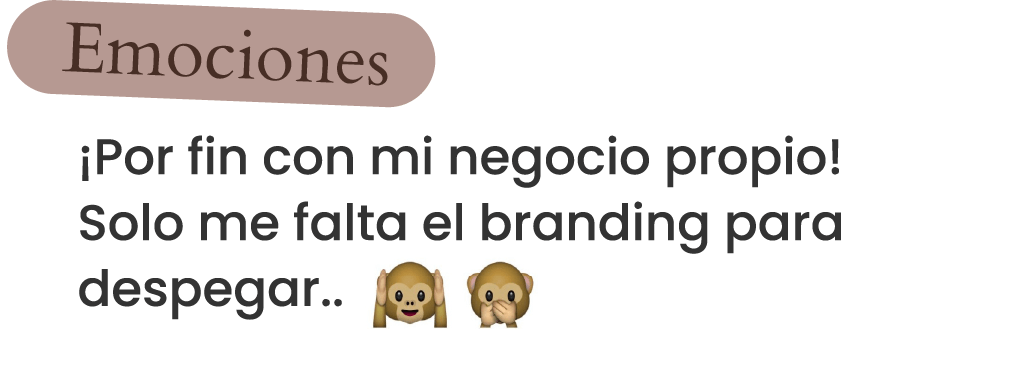 Emociones
¡Por fin con mi negocio propio!
Solo me falta el branding para
despegar.. 🙉 🙊